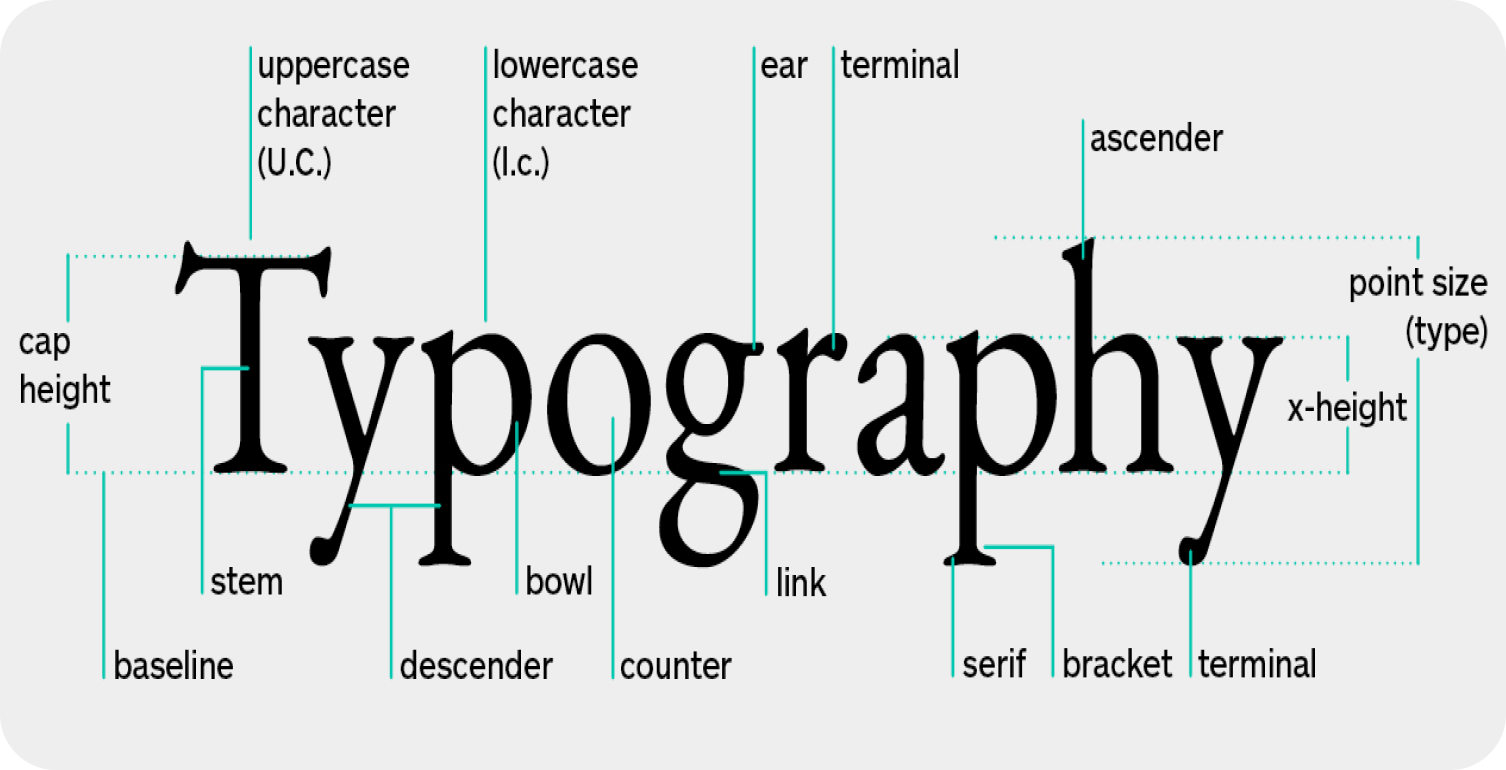 uppercase
character
(U.C.)
lowercase
character
(l.c.)
ear
terminal
ascender
Typography
cap
height
point size
(type)
x-height
stem
bowl
link
baseline
descender
counter
serif
bracket
terminal